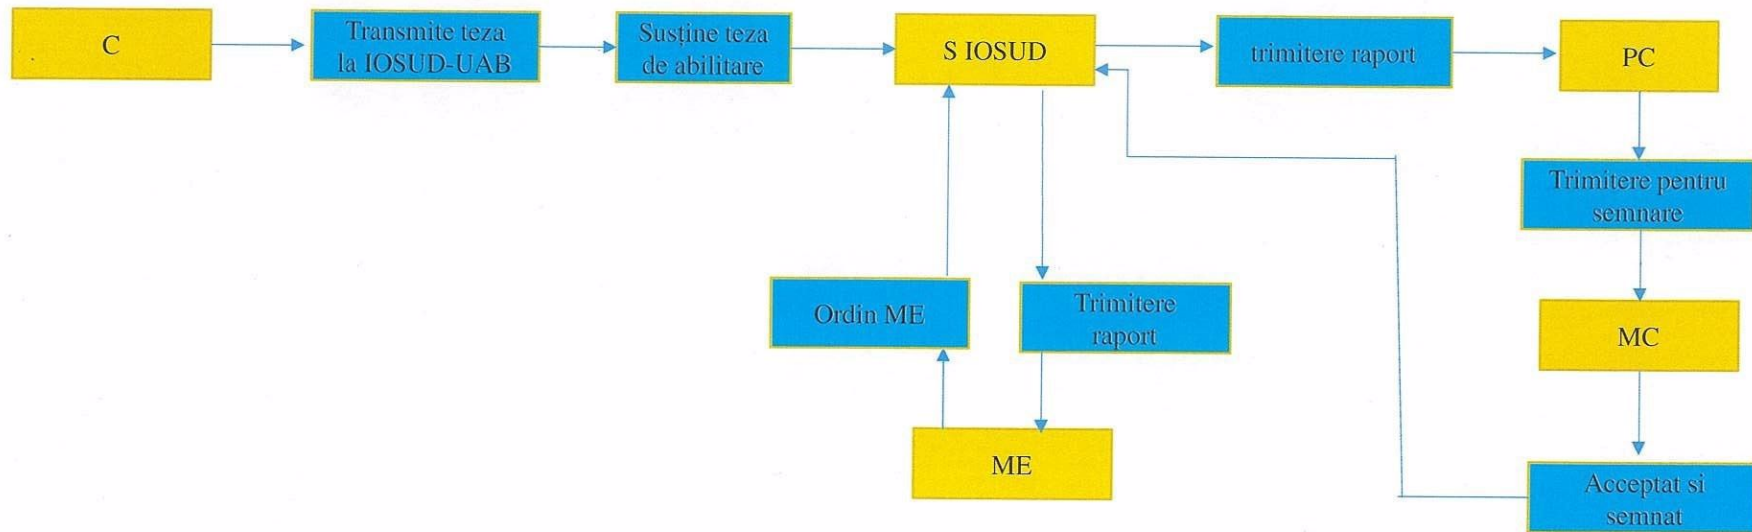 C
Transmite teza
la IOSUD-UAB
Susține teza
de abilitare
S IOSUD
trimitere raport
PC
Trimitere pentru
semnare
Ordin ME
Trimitere
raport
MC
ME
Acceptat si
semnat